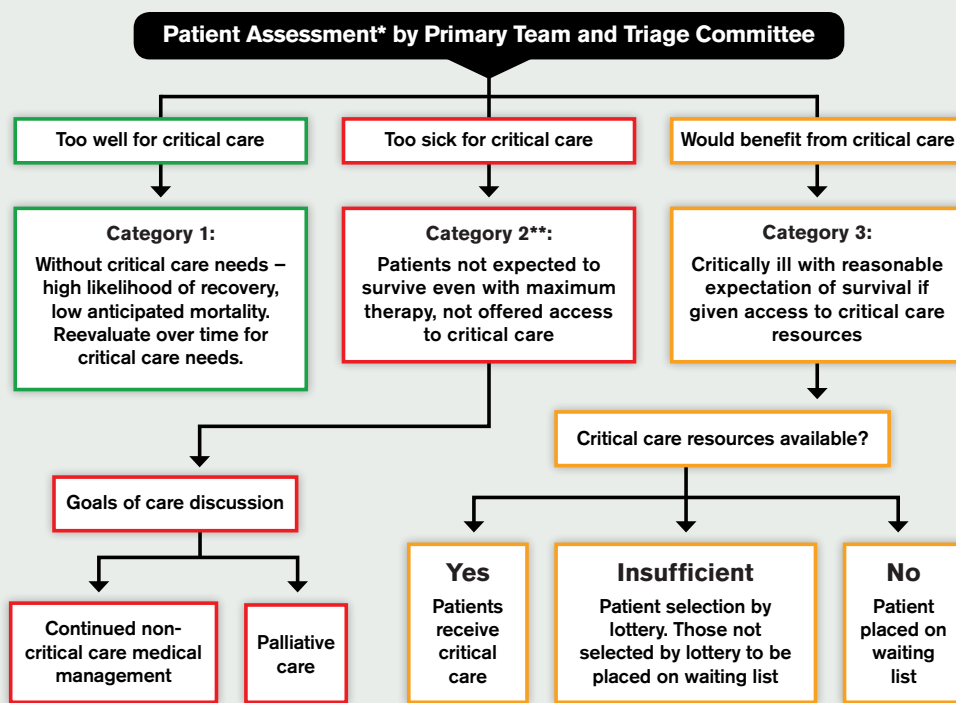 Patient Assessment* by Primary Team and Triage Committee
Too well for critical care
Too sick for critical care
Would benefit from critical care
Category 1:
Without critical care needs –
high likelihood of recovery,
low anticipated mortality.
Reevaluate over time for
critical care needs.
Category 2**:
Patients not expected to
survive even with maximum
therapy, not offered access
to critical care
Category 3:
Critically ill with reasonable
expectation of survival if
given access to critical care
resources
Goals of care discussion
Critical care resources available?
Continued non-
critical care medical
management
Palliative
care
Yes
Patients
receive
critical
care
Insufficient
Patient selection by
lottery. Those not
selected by lottery to be
placed on waiting list
No
Patient
placed on
waiting
list